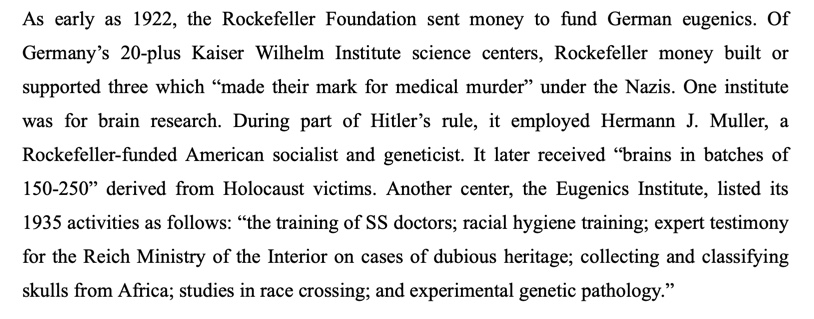 As early as 1922, the Rockefeller Foundation sent money to fund German eugenics. Of
Germany’s 20-plus Kaiser Wilhelm Institute science centers, Rockefeller money built or
supported three which “made their mark for medical murder” under the Nazis. One institute
was for brain research. During part of Hitler’s rule, it employed Hermann J. Muller, a
Rockefeller-funded American socialist and geneticist. It later received “brains in batches of
150-250” derived from Holocaust victims. Another center, the Eugenics Institute, listed its
1935 activities as follows: “the training of SS doctors; racial hygiene training; expert testimony
for the Reich Ministry of the Interior on cases of dubious heritage; collecting and classifying
skulls from Africa; studies in race crossing; and experimental genetic pathology.”